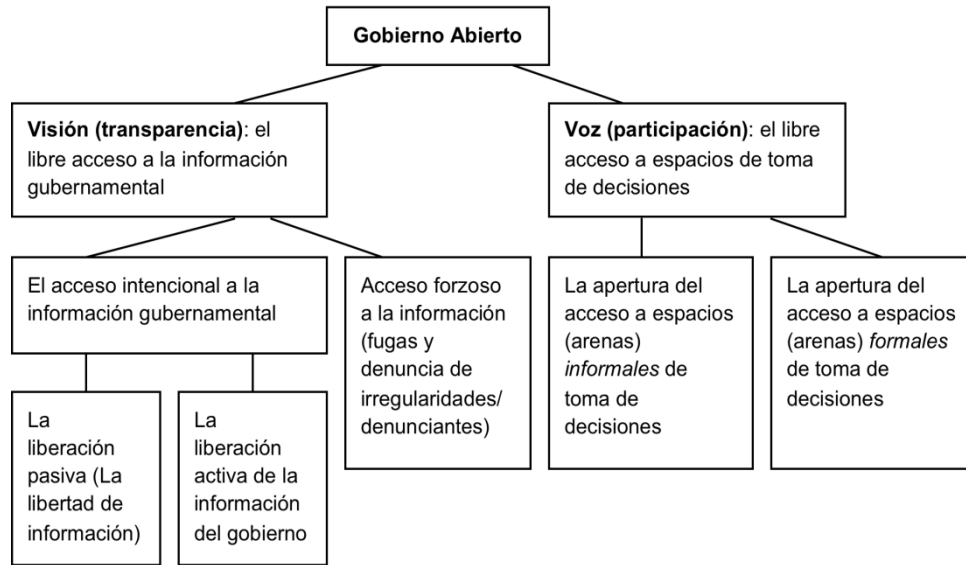 Gobierno Abierto
Visión (transparencia): el
libre acceso a la información
gubernamental
Voz (participación): el libre
acceso a espacios de toma
de decisiones
El acceso intencional a la
información gubernamental
Acceso forzoso
a la información
(fugas y
denuncia de
irregularidades/
denunciantes)
La apertura del
acceso a espacios
(arenas)
informales de
toma de
decisiones
La apertura del
acceso a espacios
(arenas) formales
de toma de
decisiones
La
liberación
pasiva (La
libertad de
información)
La
liberación
activa de la
información
del gobierno